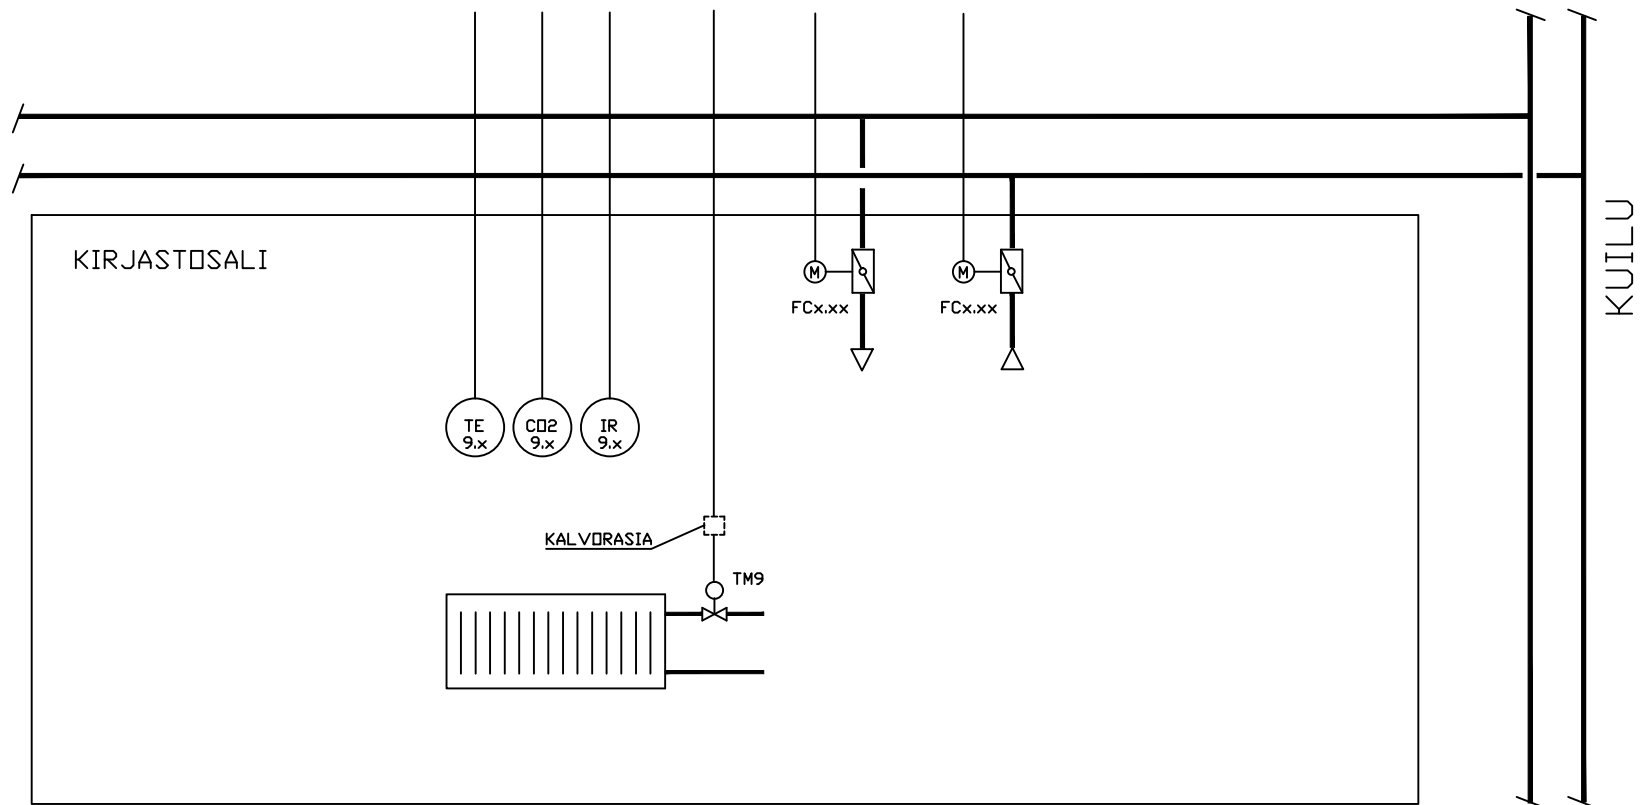 KIRJASTOSALI
KUILU
M
M
FCx.xx
FCx.xx
TE
9.x
CO2
9.x
IR
9.x
KALVORASIA
TM9